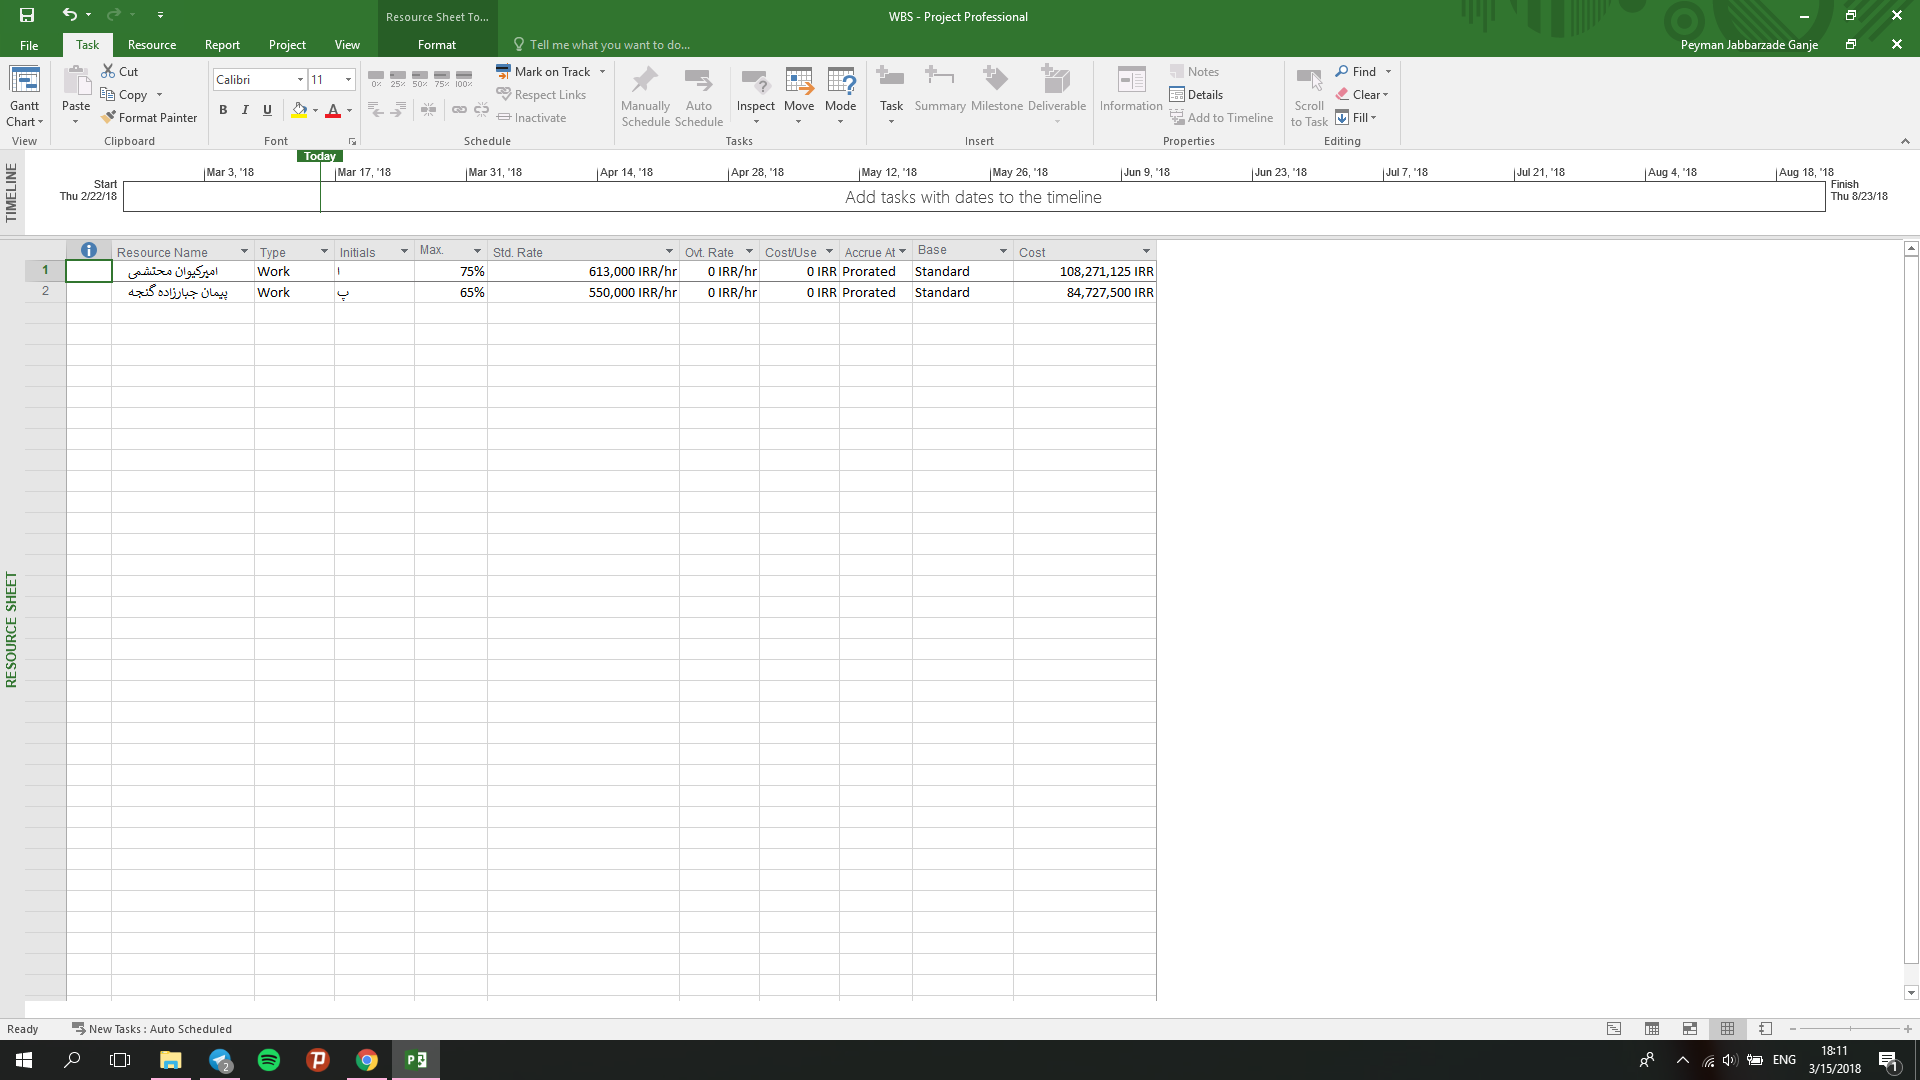 Resource Sheet To...
WBS - Project Professional
File Task Resource Report Project View Format Tell me what you want to do... Peyman Jabbarzade Ganje
Gantt Chart
View
Paste
Cut
Copy
Format Painter
Clipboard
Calibri 11
B I U A
Font
0% 25% 50% 75% 100%
Mark on Track
Respect Links
Inactivate
Schedule
Manually Schedule
Auto Schedule
Inspect
Move
Mode
Tasks
Task
Summary
Milestone
Deliverable
Insert
Information
Notes
Details
Add to Timeline
Properties
Scroll to Task
Find
Clear
Fill
Editing
TIMELINE
Today
Mar 3, '18 Mar 17, '18 Mar 31, '18 Apr 14, '18 Apr 28, '18 May 12, '18 May 26, '18 Jun 9, '18 Jun 23, '18 Jul 7, '18 Jul 21, '18 Aug 4, '18 Aug 18, '18
Start
Thu 2/22/18
Add tasks with dates to the timeline
Finish
Thu 8/23/18
Resource Name Type Initials Max. Std. Rate Ovt. Rate Cost/Use Accrue At Base Cost
1 امیرکیوان محتشمی Work ا 75% 613,000 IRR/hr 0 IRR/hr 0 IRR Prorated Standard 108,271,125 IRR
2 پیمان جبارزاده گنجه Work پ 65% 550,000 IRR/hr 0 IRR/hr 0 IRR Prorated Standard 84,727,500 IRR
RESOURCE SHEET
Ready New Tasks : Auto Scheduled
2
ENG
18:11
3/15/2018
1